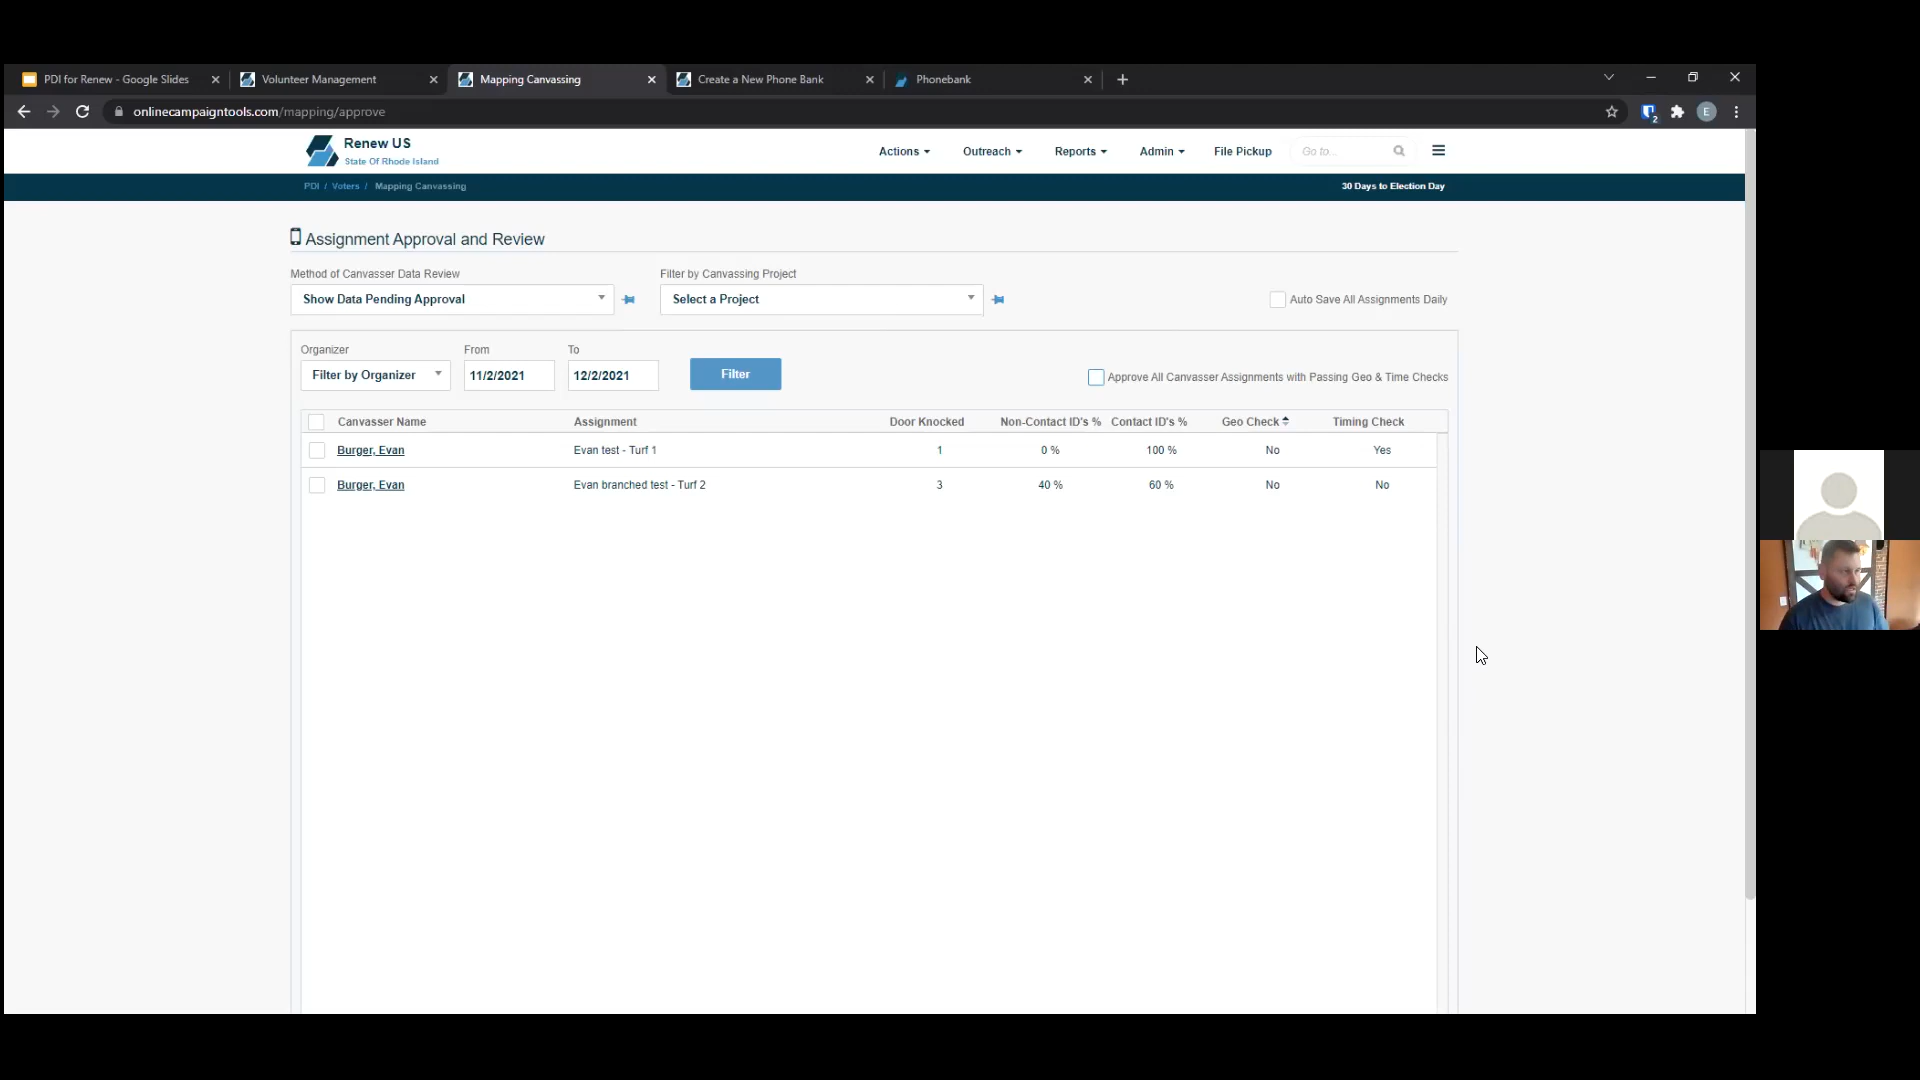 PDI for Renew - Google Slides
Volunteer Management
Mapping Canvassing
Create a New Phone Bank
Phonebank
onlinecampaigntools.com/mapping/approve
2
E
Renew US
State Of Rhode Island
Actions
Outreach
Reports
Admin
File Pickup
Go to...
PDI / Voters / Mapping Canvassing
30 Days to Election Day
Assignment Approval and Review
Method of Canvasser Data Review
Filter by Canvassing Project
Show Data Pending Approval
Select a Project
Auto Save All Assignments Daily
Organizer
From
To
Filter by Organizer
11/2/2021
12/2/2021
Filter
Approve All Canvasser Assignments with Passing Geo & Time Checks
Canvasser Name Assignment Door Knocked Non-Contact ID's % Contact ID's % Geo Check Timing Check
Burger, Evan Evan test - Turf 1 1 0 % 100 % No Yes
Burger, Evan Evan branched test - Turf 2 3 40 % 60 % No No